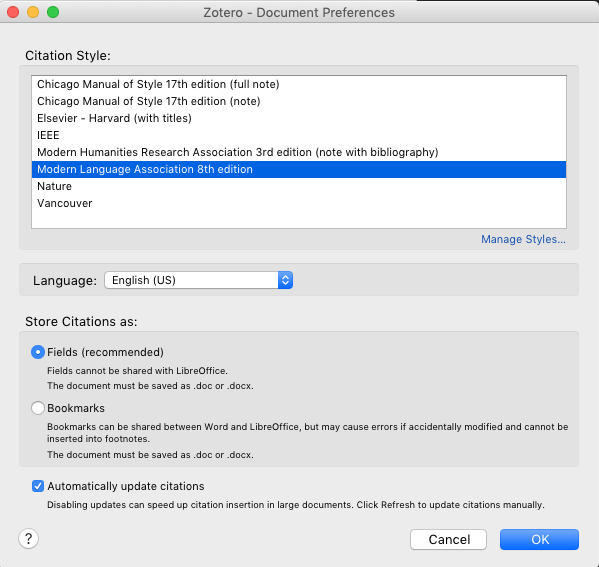 Zotero - Document Preferences
Citation Style:
Chicago Manual of Style 17th edition (full note)
Chicago Manual of Style 17th edition (note)
Elsevier - Harvard (with titles)
IEEE
Modern Humanities Research Association 3rd edition (note with bibliography)
Modern Language Association 8th edition
Nature
Vancouver
Manage Styles...
Language: English (US)
Store Citations as:
Fields (recommended)
Fields cannot be shared with LibreOffice.
The document must be saved as .doc or .docx.
Bookmarks
Bookmarks can be shared between Word and LibreOffice, but may cause errors if accidentally modified and cannot be
inserted into footnotes.
The document must be saved as .doc or .docx.
Automatically update citations
Disabling updates can speed up citation insertion in large documents. Click Refresh to update citations manually.
? Cancel OK